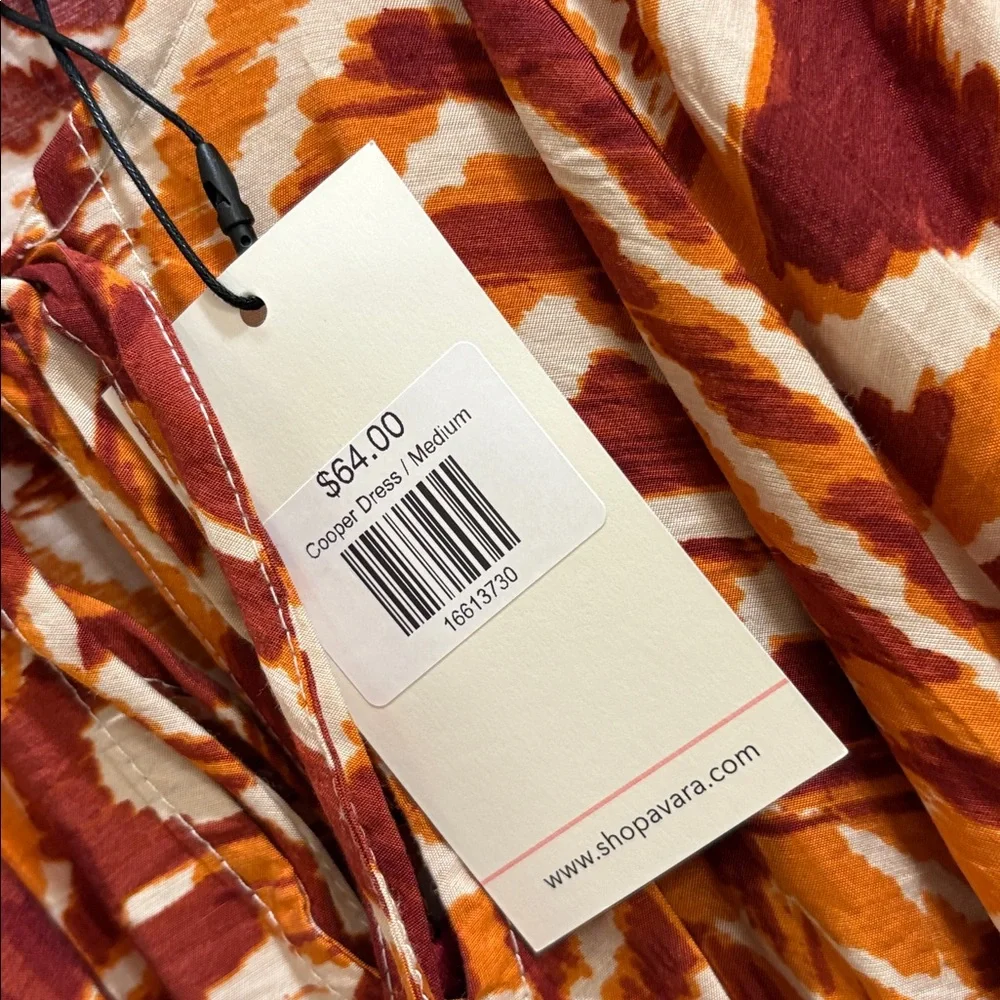 $64.00
Cooper Dress / Medium
16613730
www.shopavara.com